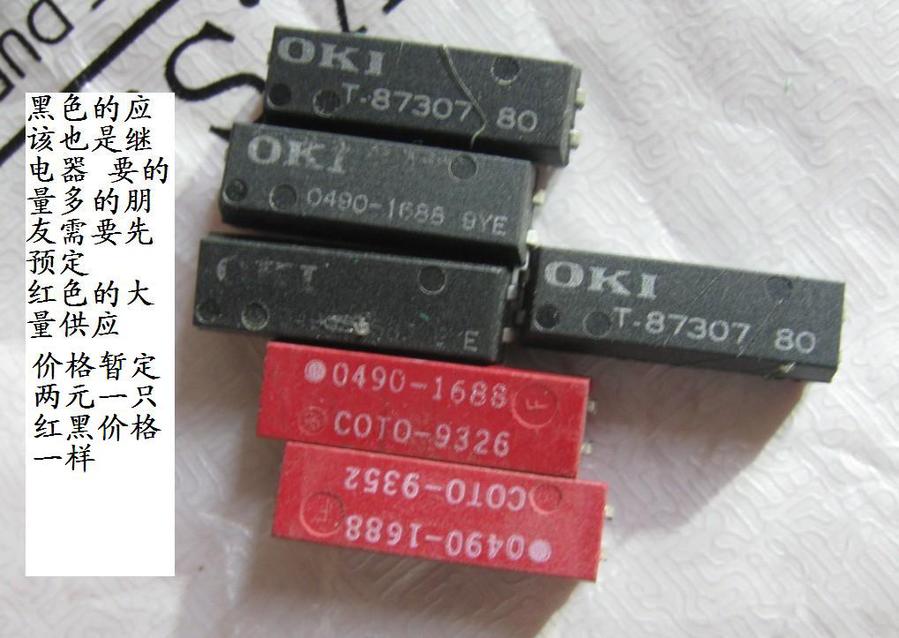 黑色的应
该也是继
电器 要的
量多的朋
友需要先
预定
红色的大
量供应
价格暂定
两元一只
红黑价格
一样
OKI
T-87307 80
OKI
0490-1688 9YE
OKI
E
OKI
T-87307 80
0490-1688
COTO-9326
COTO-9352
0490-1688